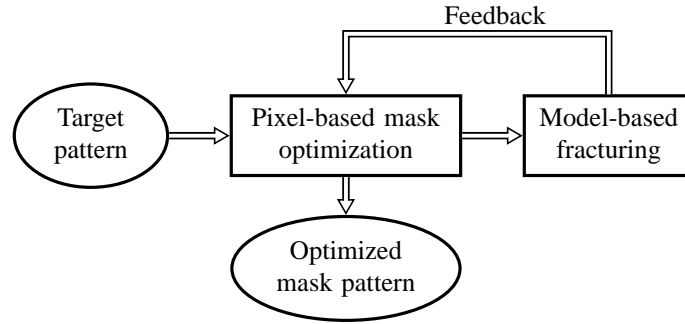 Feedback
Target
pattern
Pixel-based mask
optimization
Model-based
fracturing
Optimized
mask pattern